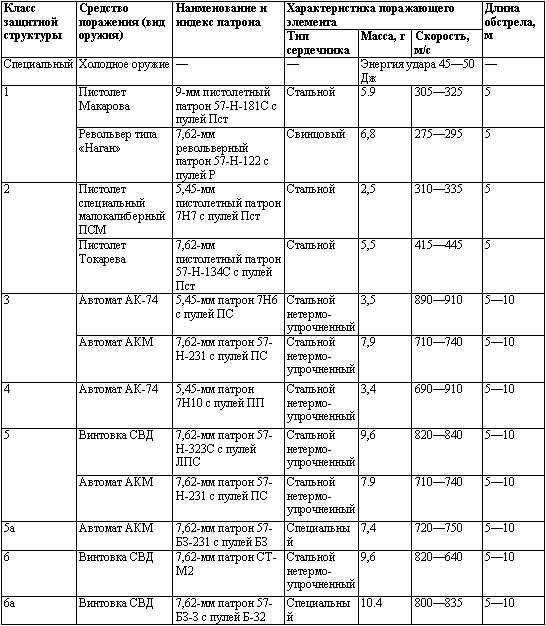 Класс
защитной
структуры
Средство
поражения (вид
оружия)
Наименование и
индекс патрона
Характеристика поражающего
элемента
Длина
обстрела,
м
Тип
сердечника
Масса, г
Скорость,
м/с
Специальный
Холодное оружие
—
—
Энергия удара 45—50
Дж
—
1
Пистолет
Макарова
9-мм пистолетный
патрон 57-Н-181С с
пулей Пст
Стальной
5.9
305—325
5
Револьвер типа
«Наган»
7,62-мм
револьверный
патрон 57-Н-122 с
пулей Р
Свинцовый
6,8
275—295
5
2
Пистолет
специальный
малокалиберный
ПСМ
5,45-мм
пистолетный патрон
7Н7 с пулей Пст
Стальной
2,5
310—335
5
Пистолет
Токарева
7,62-мм
пистолетный патрон
57-Н-134С с пулей
Пст
Стальной
5,5
415—445
5
3
Автомат АК-74
5,45-мм патрон 7Н6
с пулей ПС
Стальной
нетермо-
упрочненный
3,5
890—910
5—10
Автомат АКМ
7,62-мм патрон 57-
Н-231 с пулей ПС
Стальной
нетермо-
упрочненный
7,9
710—740
5—10
4
Автомат АК-74
5,45-мм патрон
7Н10 с пулей ПП
Стальной
нетермо-
упрочненный
3,4
690—910
5—10
5
Винтовка СВД
7,62-мм патрон 57-
Н-323С с пулей
ЛПС
Стальной
нетермо-
упрочненный
9,6
820—840
5—10
Автомат АКМ
7,62-мм патрон 57-
Н-231 с пулей ПС
Стальной
нетермо-
упрочнеиный
7.9
710—740
5—10
5а
Автомат АКМ
7,62-мм патрон 57-
БЗ-231 с пулей БЗ
Специальны
й
7,4
720—750
5—10
6
Винтовка СВД
7,62-мм патрон СТ-
М2
Стальной
нетермо-
упрочненный
9,6
820—640
5—10
6а
Винтовка СВД
7,62-мм патрон 57-
БЗ-3 с пулей Б-32
Специальны
й
10.4
800—835
5—10